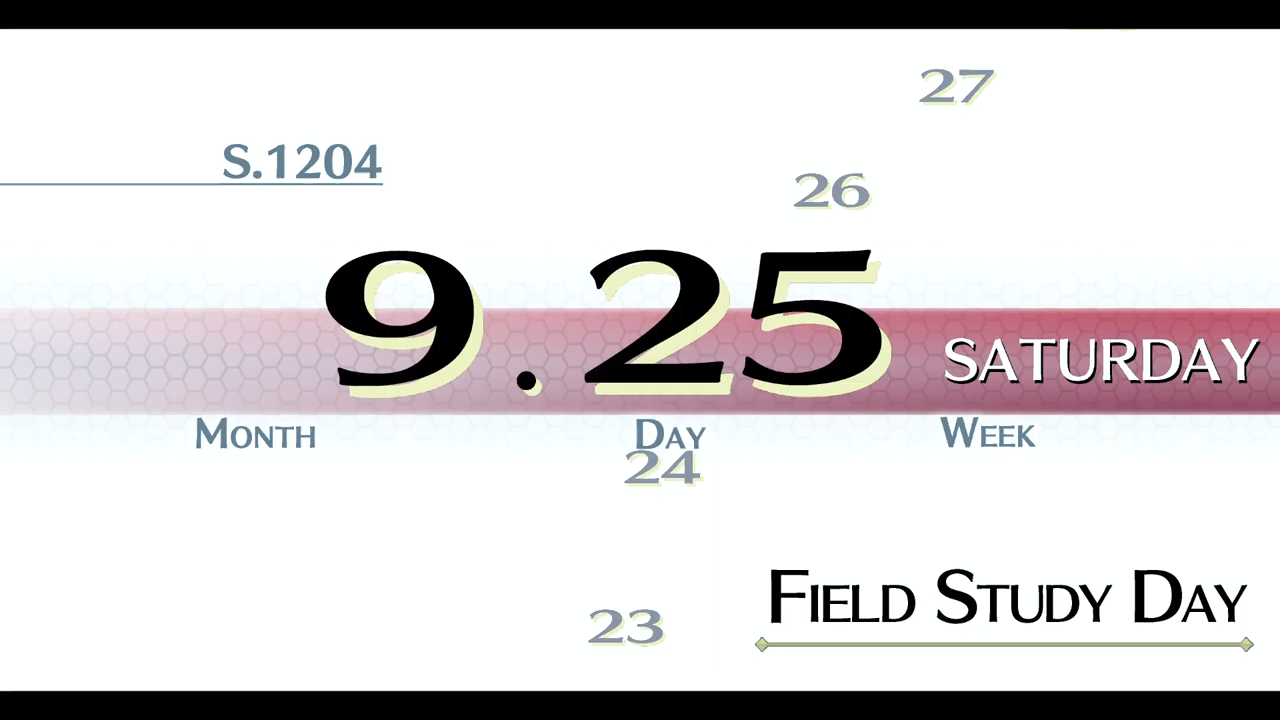 27
S.1204
26
9.25 SATURDAY
MONTH DAY WEEK
24
FIELD STUDY DAY
23